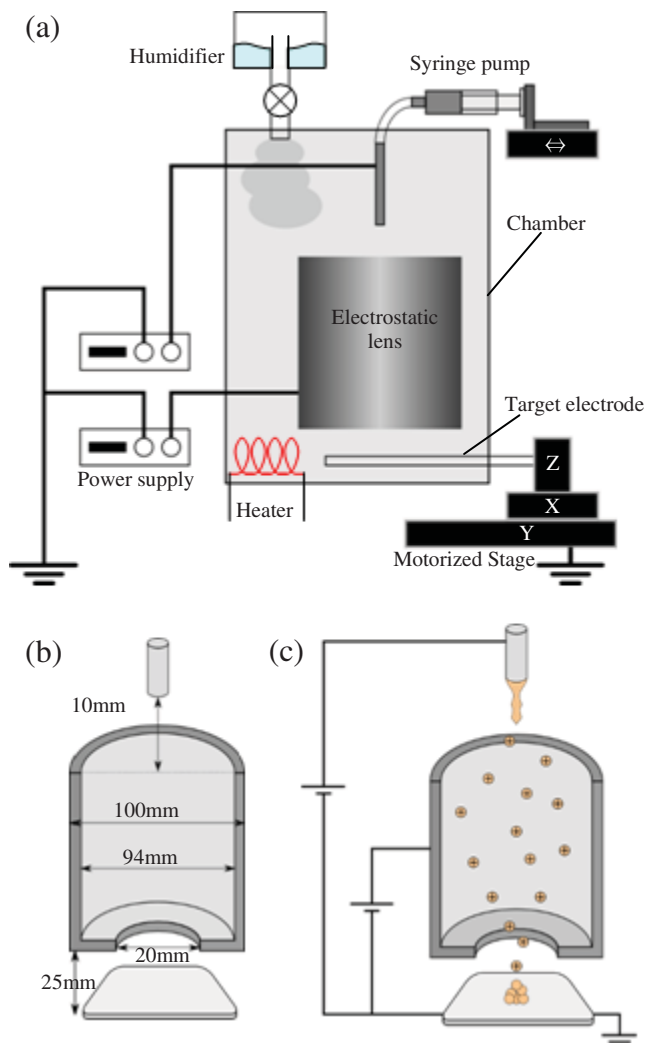 (a)
Humidifier
Syringe pump
⇔
Chamber
Electrostatic
lens
Target electrode
Z
X
Y
Power supply
Heater
Motorized Stage
(b)
10mm
100mm
94mm
20mm
25mm
(c)